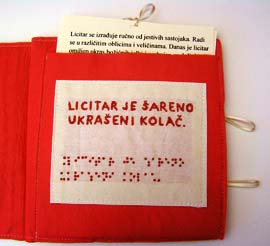 Licitar se izrađuje ručno od jestivih sastojaka. Radi
se u različitim oblicima i veličinama. Danas je licitar
LICITAR JE ŠARENO
UKRAŠENI KOLAČ.